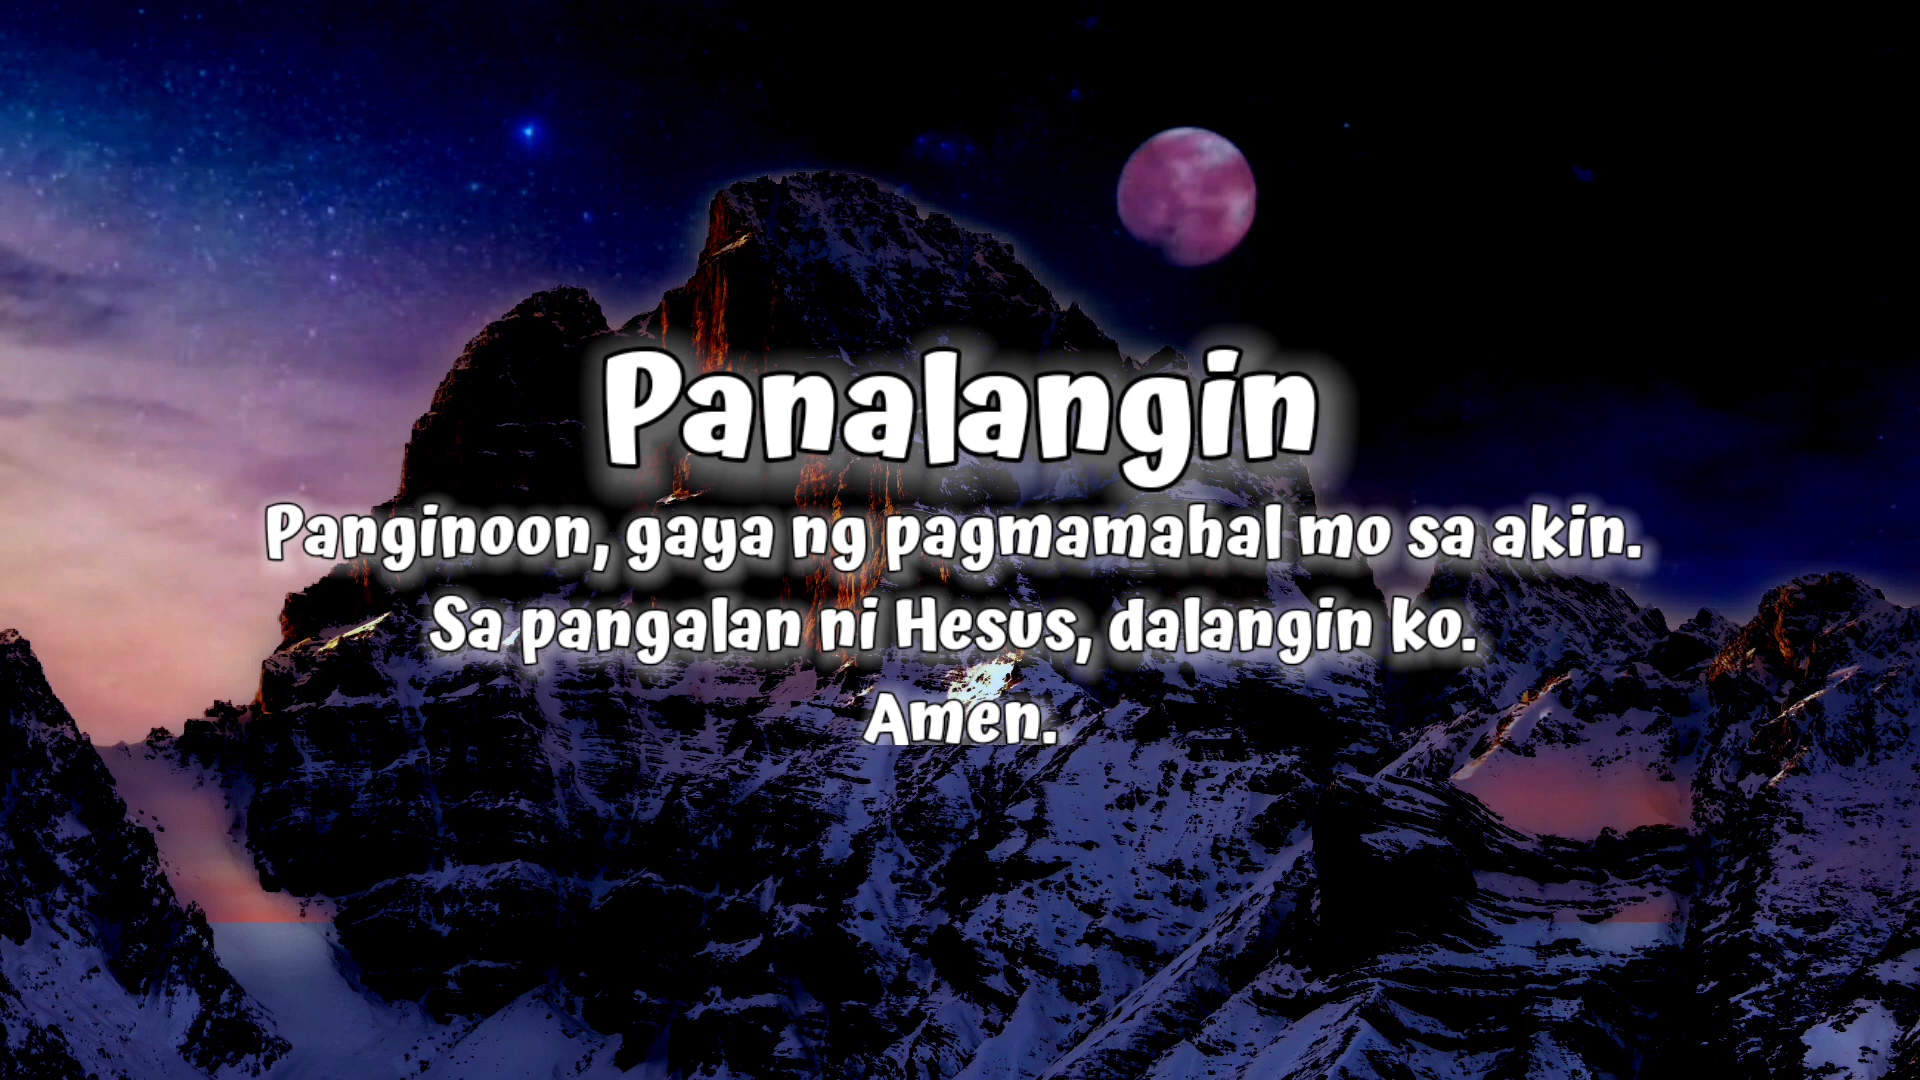 Panalangin
Panginoon, gaya ng pagmamahal mo sa akin.
Sa pangalan ni Hesus, dalangin ko.
Amen.